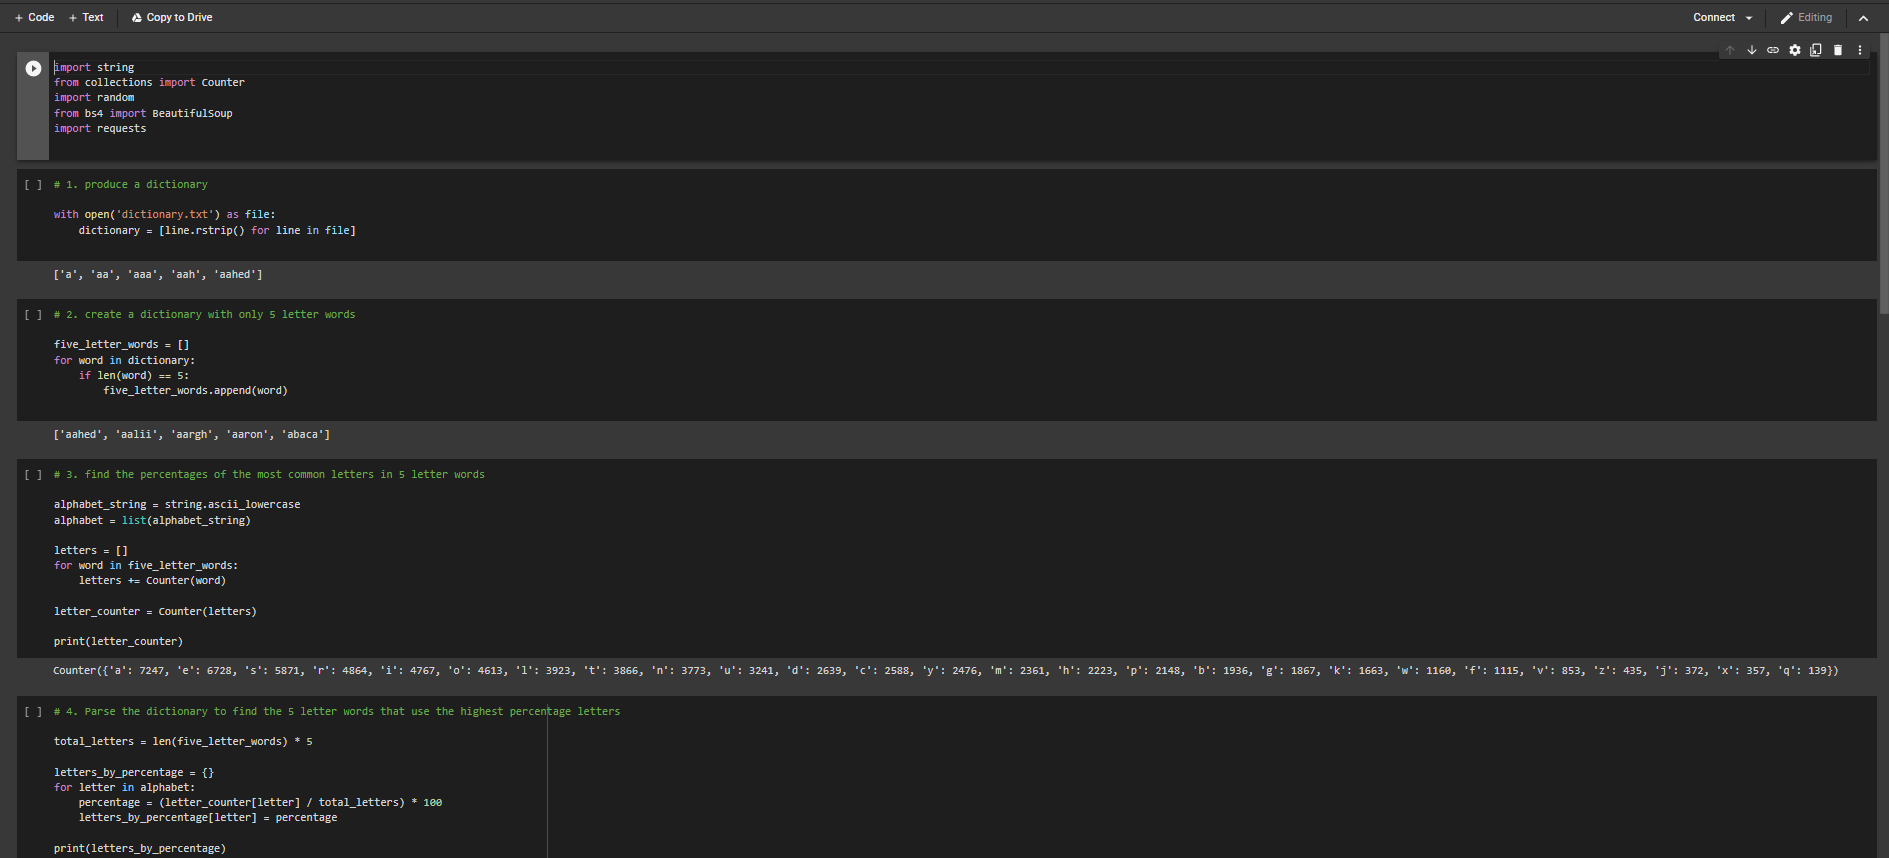 + Code + Text Copy to Drive Connect Editing
import string
from collections import Counter
import random
from bs4 import BeautifulSoup
import requests
[ ] # 1. produce a dictionary
with open('dictionary.txt') as file:
    dictionary = [line.rstrip() for line in file]
['a', 'aa', 'aaa', 'aah', 'aahed']
[ ] # 2. create a dictionary with only 5 letter words
five_letter_words = []
for word in dictionary:
    if len(word) == 5:
        five_letter_words.append(word)
['aahed', 'aalii', 'aargh', 'aaron', 'abaca']
[ ] # 3. find the percentages of the most common letters in 5 letter words
alphabet_string = string.ascii_lowercase
alphabet = list(alphabet_string)
letters = []
for word in five_letter_words:
    letters += Counter(word)
letter_counter = Counter(letters)
print(letter_counter)
Counter({'a': 7247, 'e': 6728, 's': 5871, 'r': 4864, 'i': 4767, 'o': 4613, 'l': 3923, 't': 3866, 'n': 3773, 'u': 3241, 'd': 2639, 'c': 2588, 'y': 2476, 'm': 2361, 'h': 2223, 'p': 2148, 'b': 1936, 'g': 1867, 'k': 1663, 'w': 1160, 'f': 1115, 'v': 853, 'z': 435, 'j': 372, 'x': 357, 'q': 139})
[ ] # 4. Parse the dictionary to find the 5 letter words that use the highest percentage letters
total_letters = len(five_letter_words) * 5
letters_by_percentage = {}
for letter in alphabet:
    percentage = (letter_counter[letter] / total_letters) * 100
    letters_by_percentage[letter] = percentage
print(letters_by_percentage)